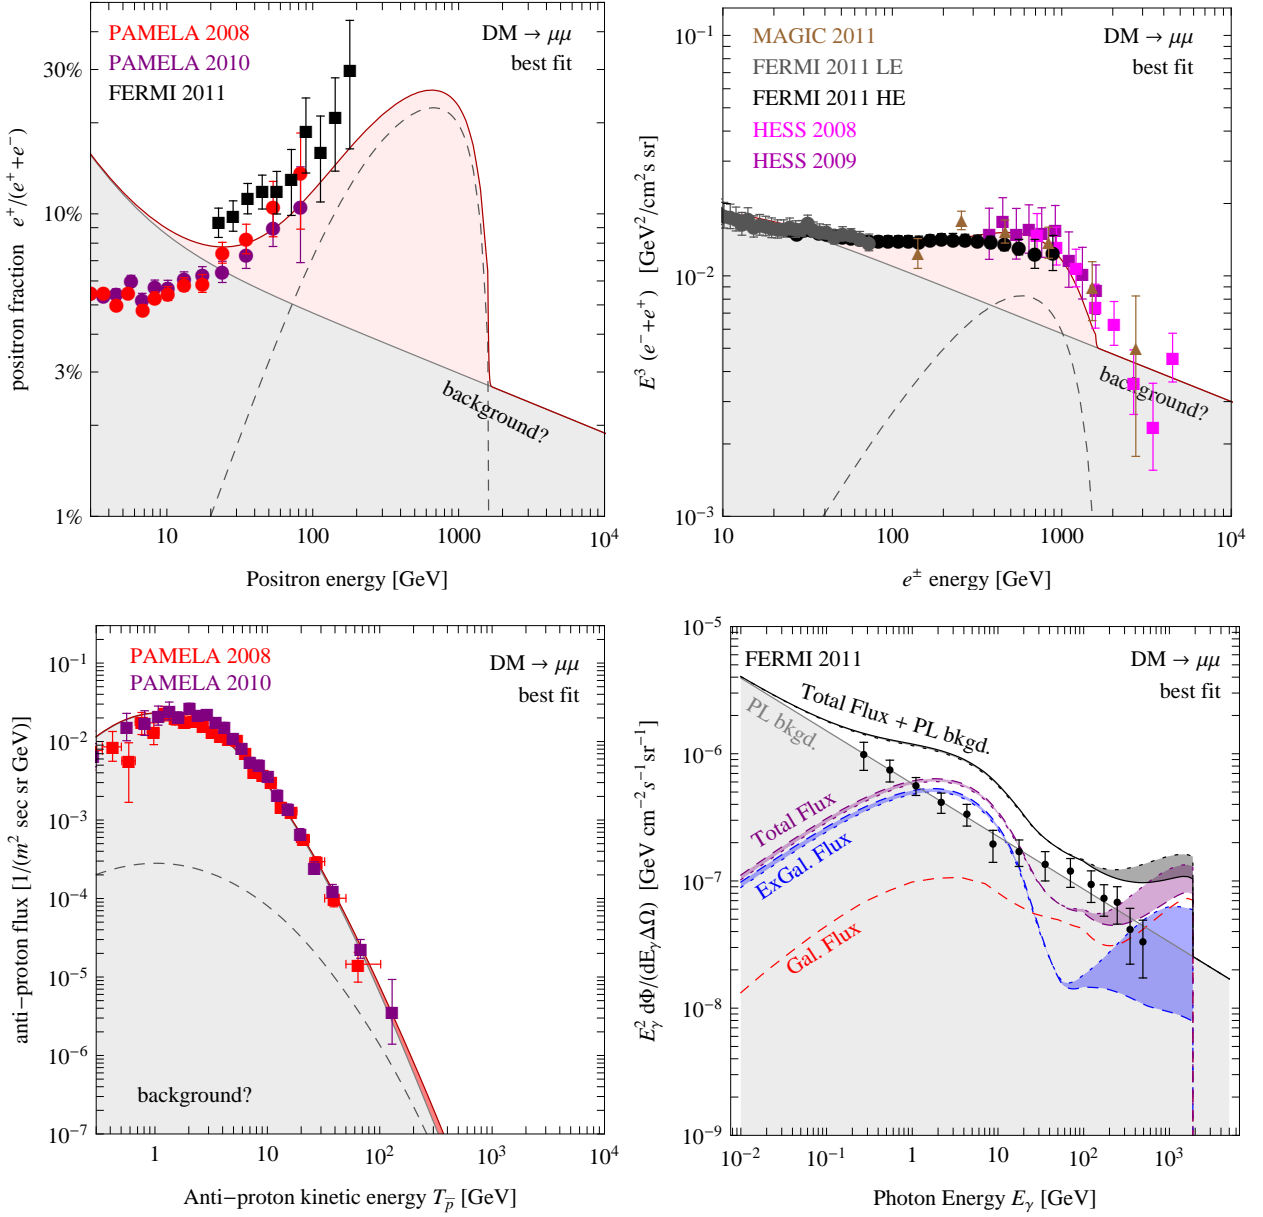 PAMELA 2008
PAMELA 2010
FERMI 2011
DM → μμ
best fit
30%
10%
3%
1%
positron fraction e⁺/(e⁺+e⁻)
background?
10
100
1000
10⁴
Positron energy [GeV]
MAGIC 2011
FERMI 2011 LE
FERMI 2011 HE
HESS 2008
HESS 2009
DM → μμ
best fit
10⁻¹
10⁻²
10⁻³
E³ (e⁻+e⁺) [GeV²/cm²s sr]
background?
10
100
1000
10⁴
e± energy [GeV]
PAMELA 2008
PAMELA 2010
DM → μμ
best fit
10⁻¹
10⁻²
10⁻³
10⁻⁴
10⁻⁵
10⁻⁶
10⁻⁷
anti−proton flux [1/(m² sec sr GeV)]
background?
1
10
10²
10³
10⁴
Anti−proton kinetic energy T_p̄ [GeV]
FERMI 2011
DM → μμ
best fit
10⁻⁵
10⁻⁶
10⁻⁷
10⁻⁸
10⁻⁹
E_γ² dΦ/(dE_γ ΔΩ) [GeV cm⁻² s⁻¹ sr⁻¹]
Total Flux + PL bkgd.
PL bkgd.
Total Flux
ExGal. Flux
Gal. Flux
10⁻²
10⁻¹
1
10
10²
10³
Photon Energy E_γ [GeV]